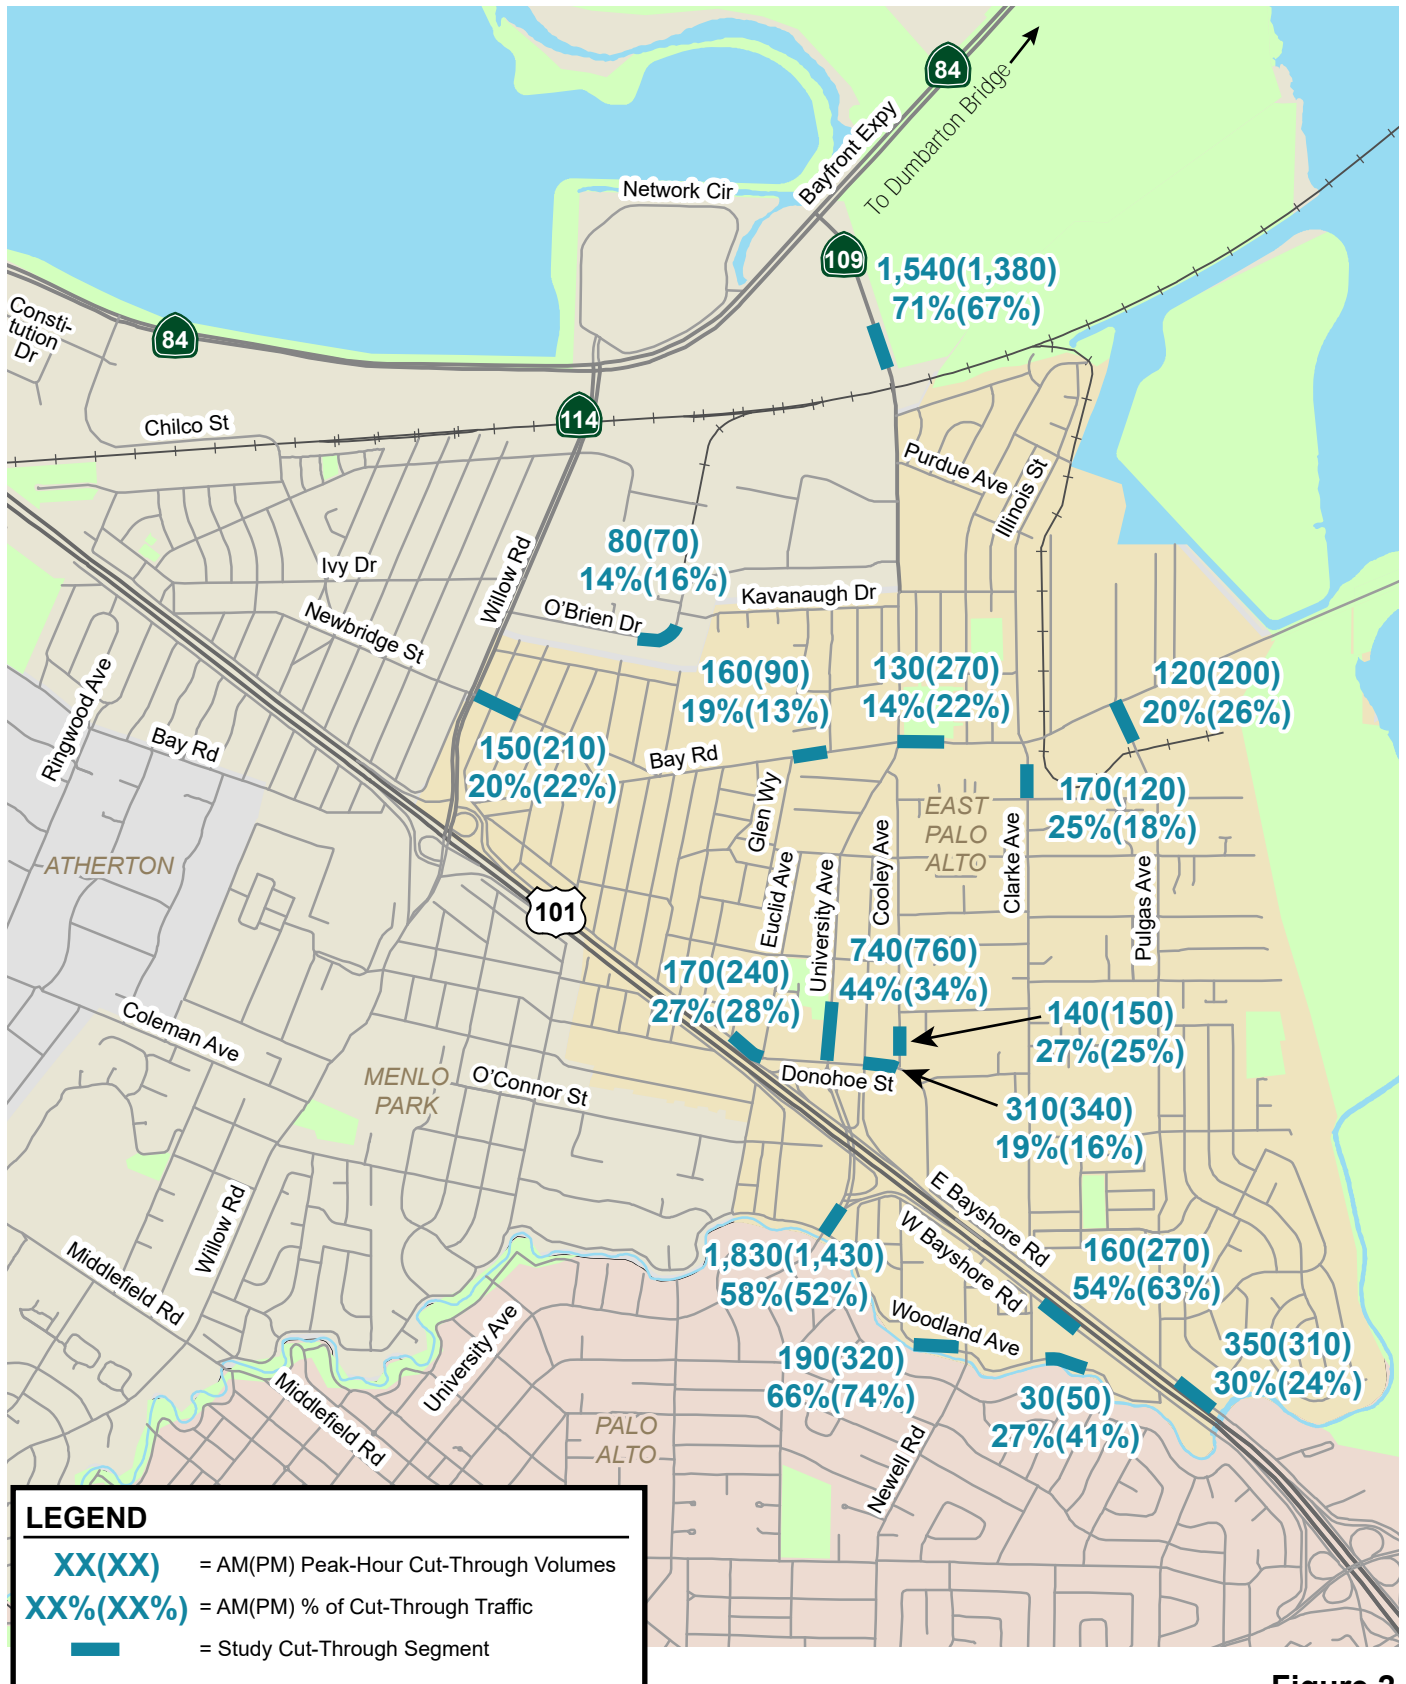 84
To Dumbarton Bridge
Bayfront Expy
Network Cir
109
1,540(1,380)
71%(67%)
Consti-
tution
Dr
84
114
Chilco St
Purdue Ave
Illinois St
80(70)
14%(16%)
Willow Rd
Ivy Dr
O'Brien Dr
Kavanaugh Dr
Newbridge St
160(90)
19%(13%)
130(270)
14%(22%)
120(200)
20%(26%)
Ringwood Ave
Bay Rd
150(210)
20%(22%)
Bay Rd
Glen Wy
170(120)
25%(18%)
EAST
PALO
ALTO
ATHERTON
Euclid Ave
University Ave
Cooley Ave
Clarke Ave
Pulgas Ave
101
740(760)
44%(34%)
170(240)
27%(28%)
140(150)
27%(25%)
Coleman Ave
MENLO
PARK
O'Connor St
Donohoe St
310(340)
19%(16%)
Willow Rd
E Bayshore Rd
W Bayshore Rd
Middlefield Rd
1,830(1,430)
58%(52%)
160(270)
54%(63%)
University Ave
Woodland Ave
350(310)
30%(24%)
190(320)
66%(74%)
30(50)
27%(41%)
Middlefield Rd
PALO
ALTO
Newell Rd
LEGEND
XX(XX) = AM(PM) Peak-Hour Cut-Through Volumes
XX%(XX%) = AM(PM) % of Cut-Through Traffic
= Study Cut-Through Segment